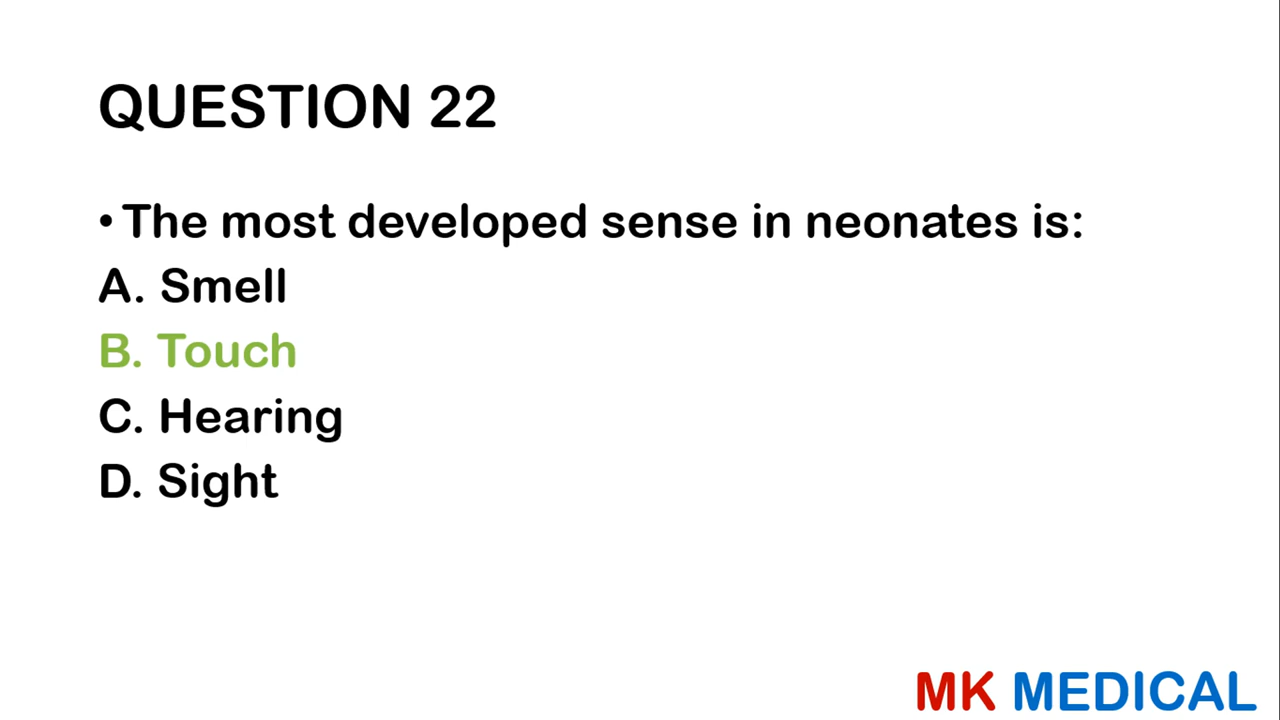 QUESTION 22
• The most developed sense in neonates is:
A. Smell
B. Touch
C. Hearing
D. Sight
MK MEDICAL